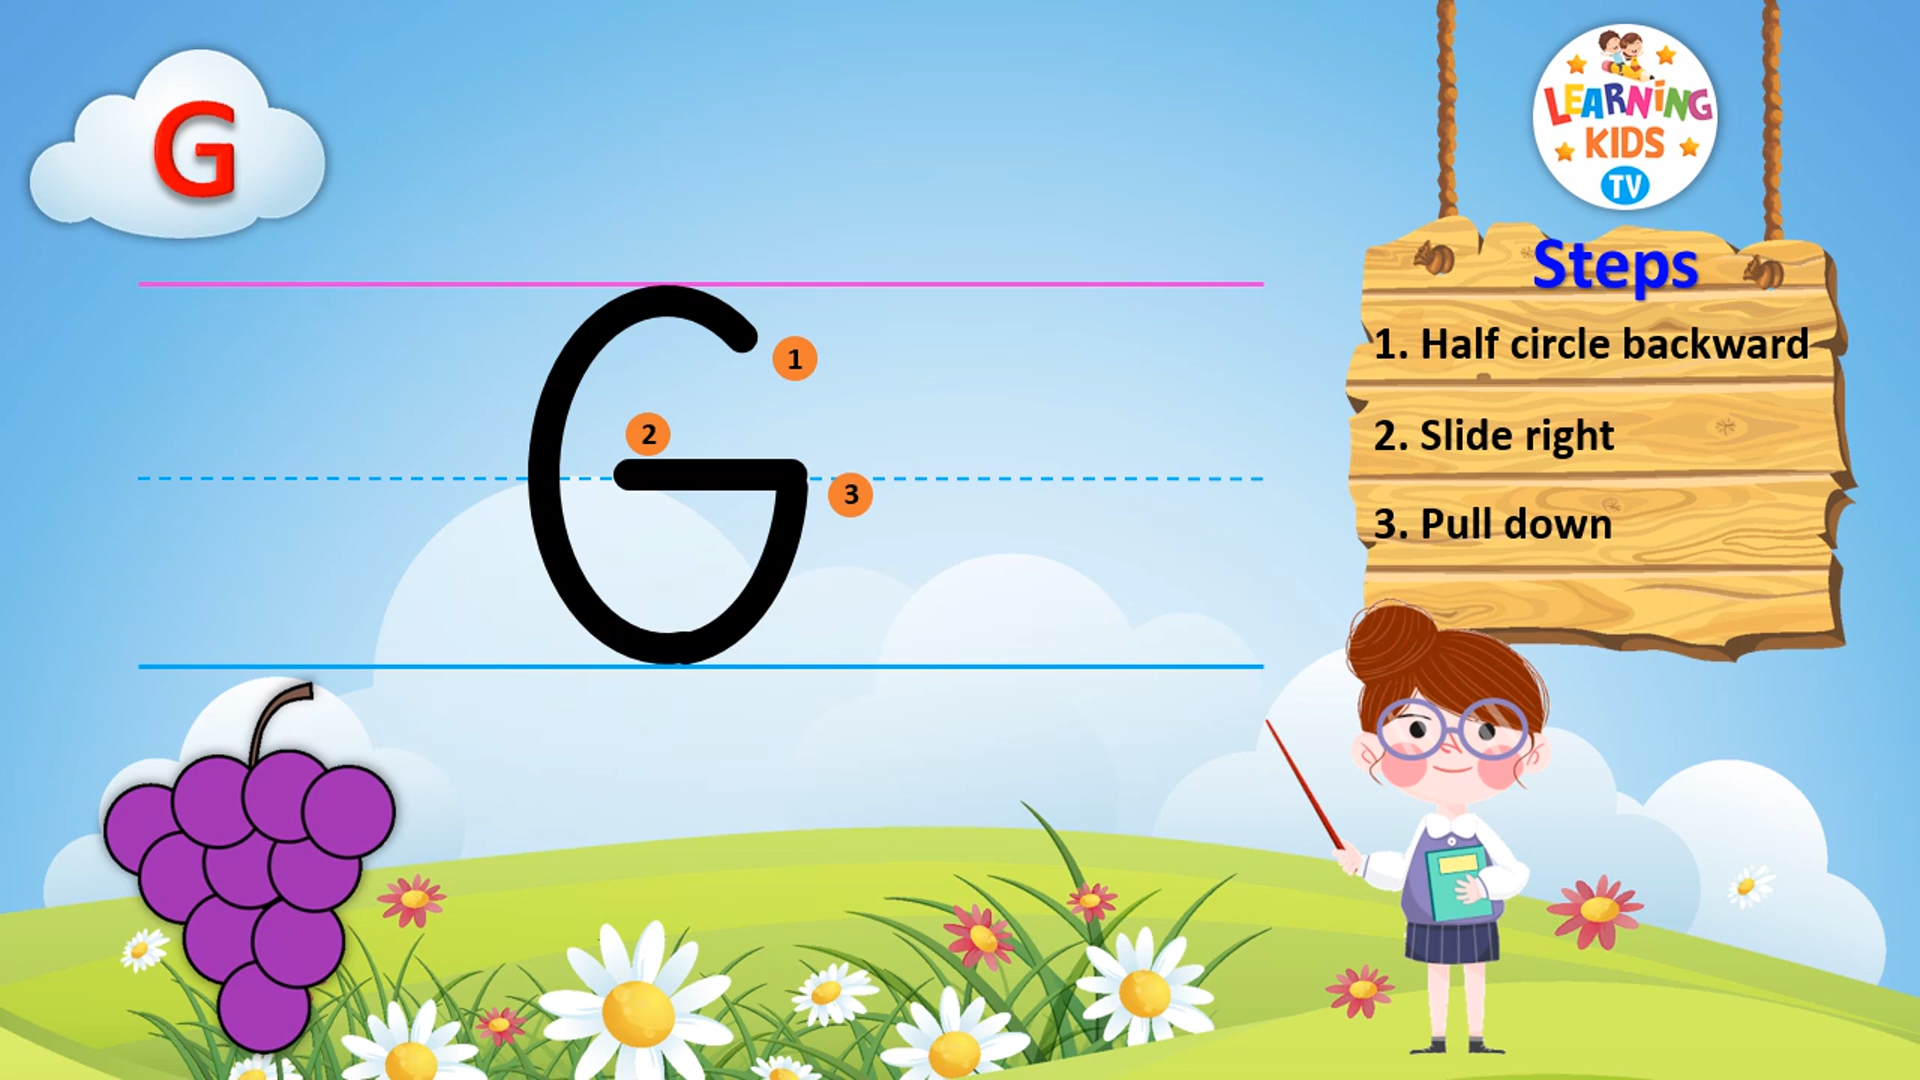 G
LEARNING
KIDS
TV
Steps
1. Half circle backward
2. Slide right
3. Pull down
G
1
2
3